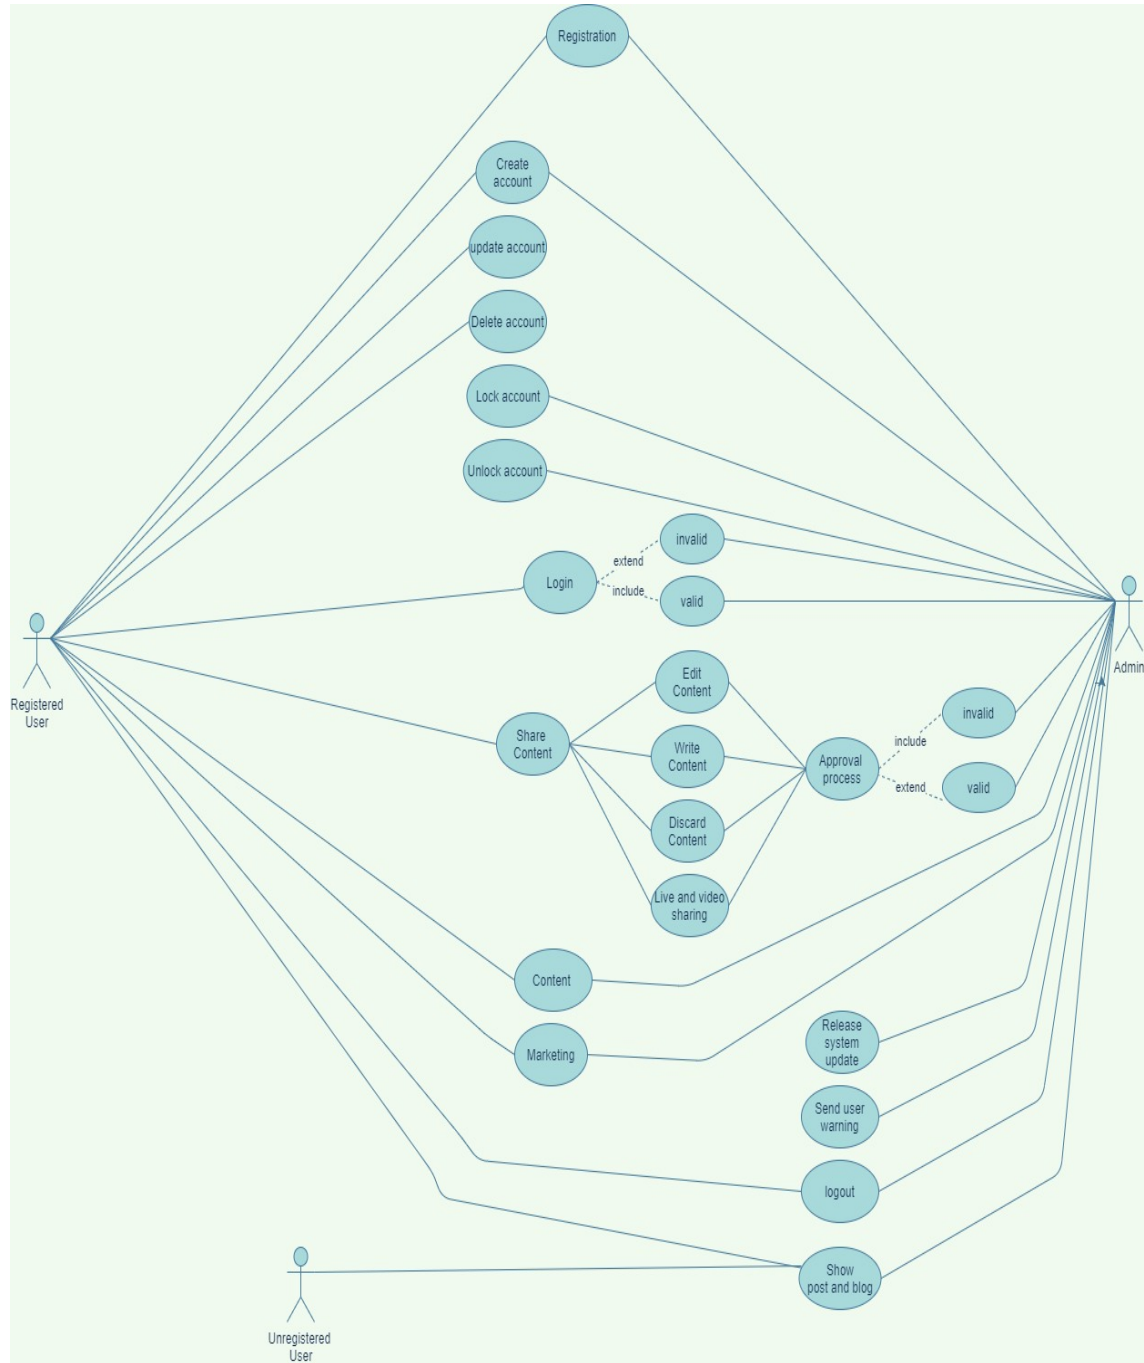 Registration
Create
account
update account
Delete account
Lock account
Unlock account
invalid
extend
Login
include
valid
Registered
User
Admin
Edit
Content
Share
Content
Write
Content
Approval
process
invalid
include
extend
valid
Discard
Content
Live and video
sharing
Content
Marketing
Release
system
update
Send user
warning
logout
Show
post and blog
Unregistered
User